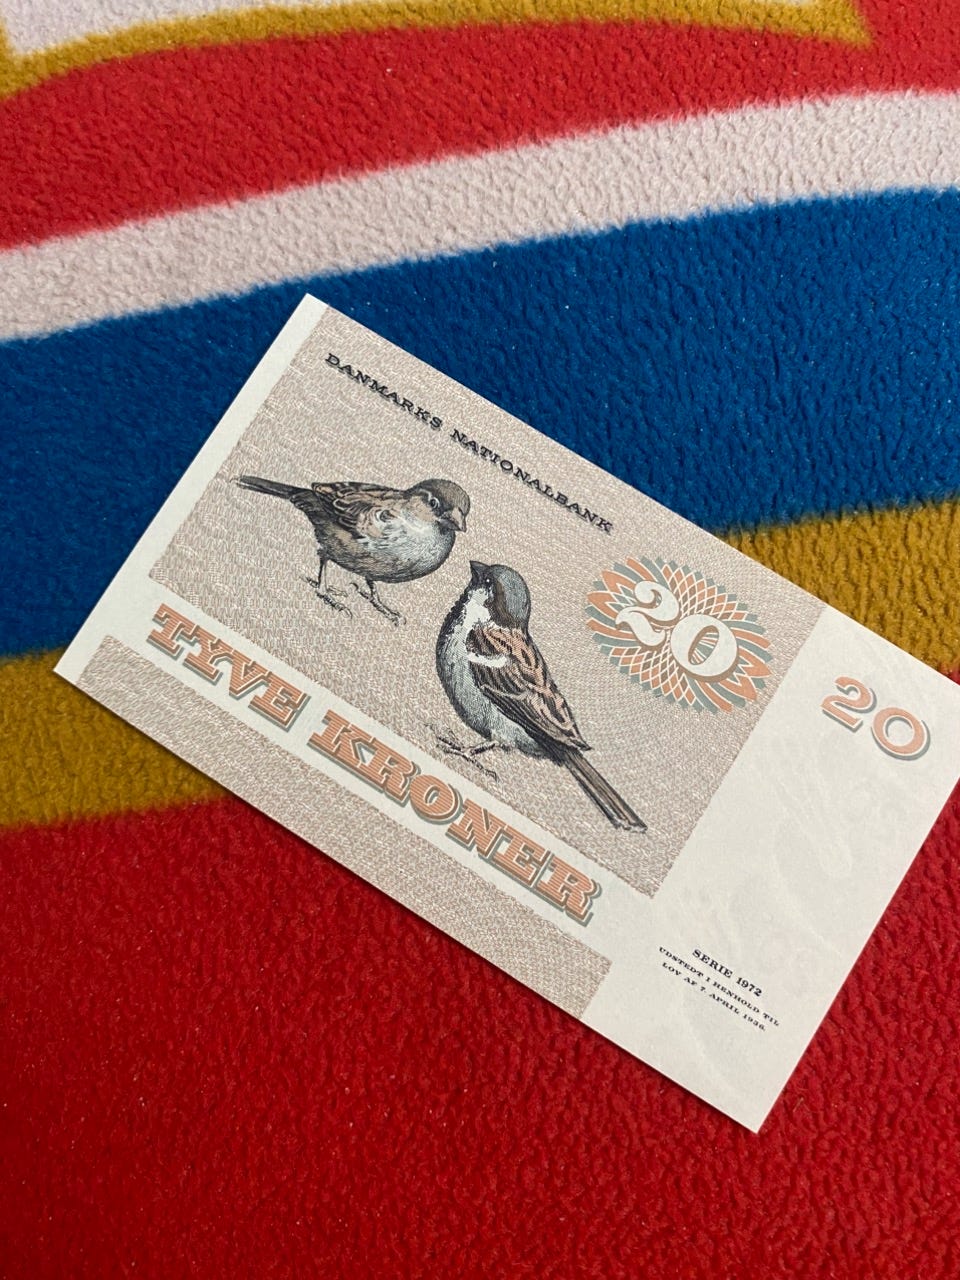 DANMARKS NATIONALBANK
20
TYVE KRONER
20
SERIE 1972
UDSTEDT I HENHOLD TIL
LOV AF 7. APRIL 1936.